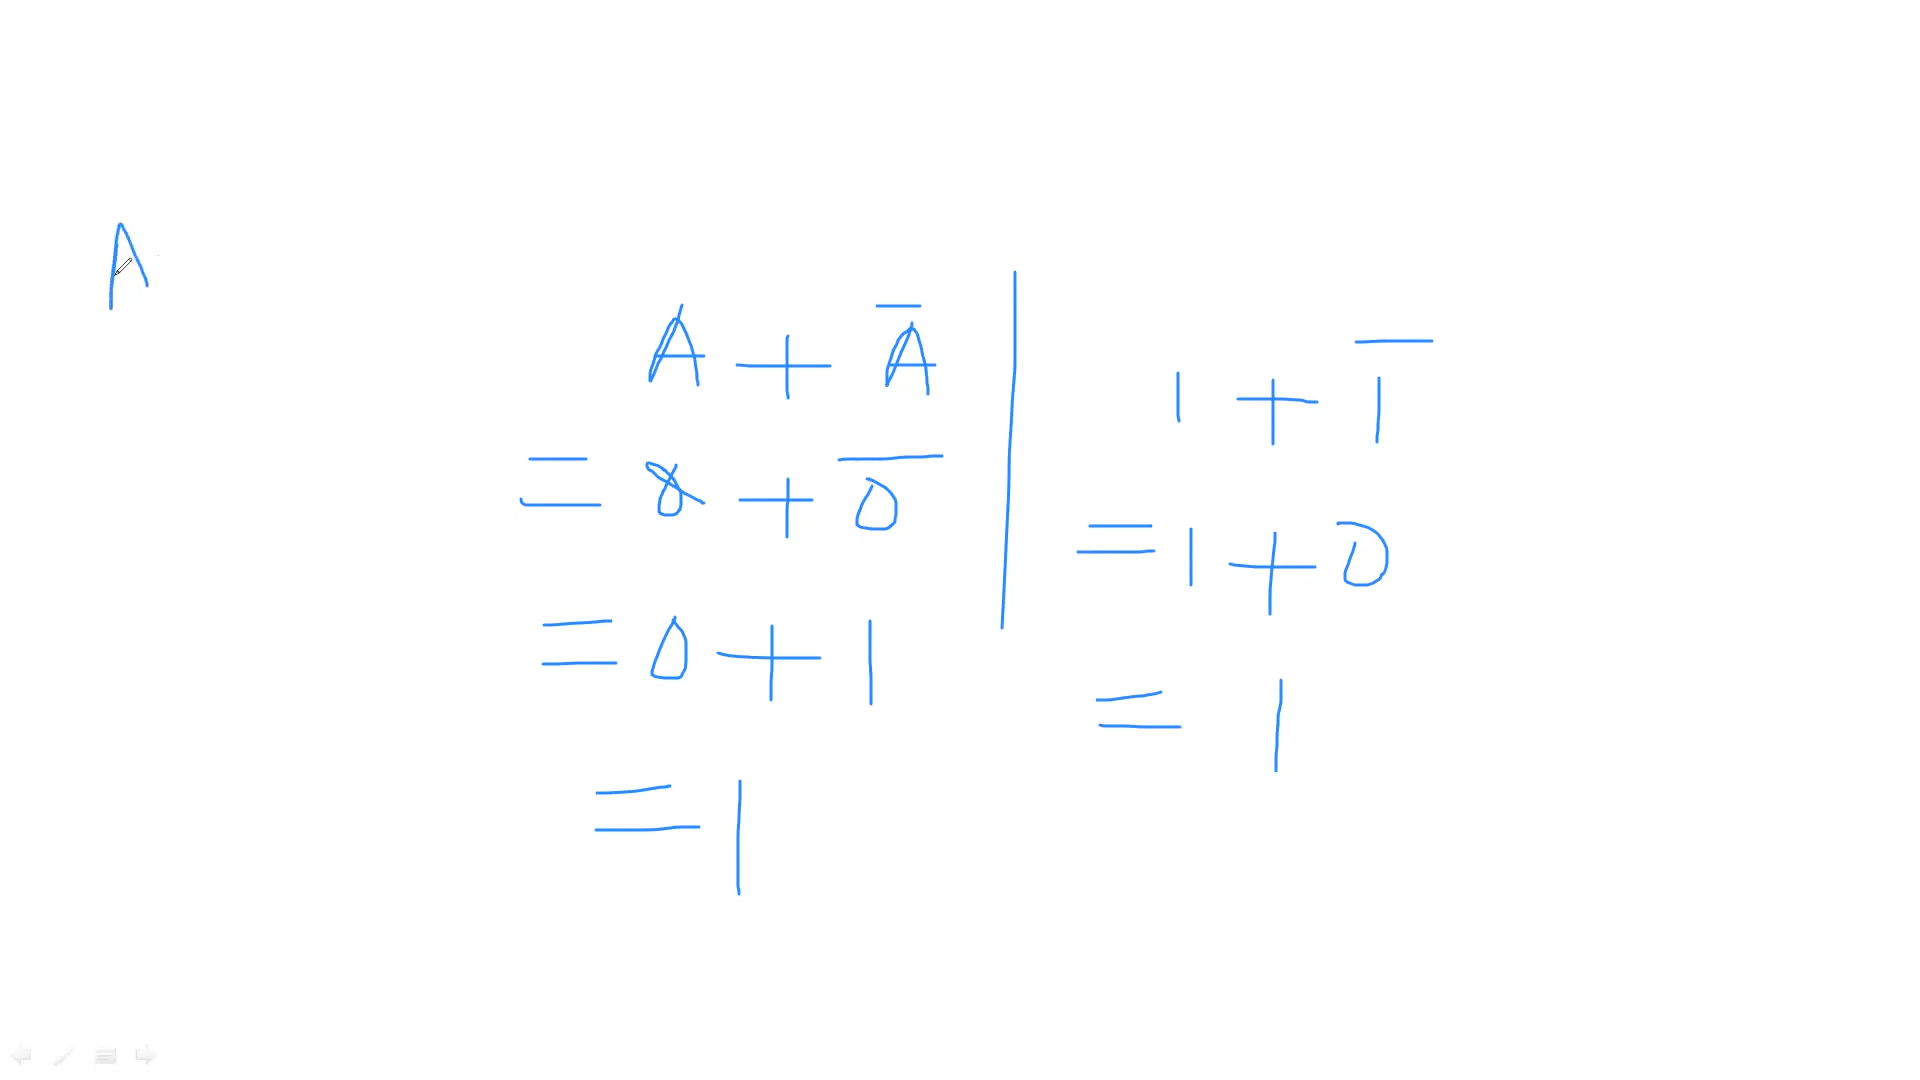 A
A + A̅
= 0 + 0̅
= 0 + 1
= 1
1 + 1̅
= 1 + 0
= 1